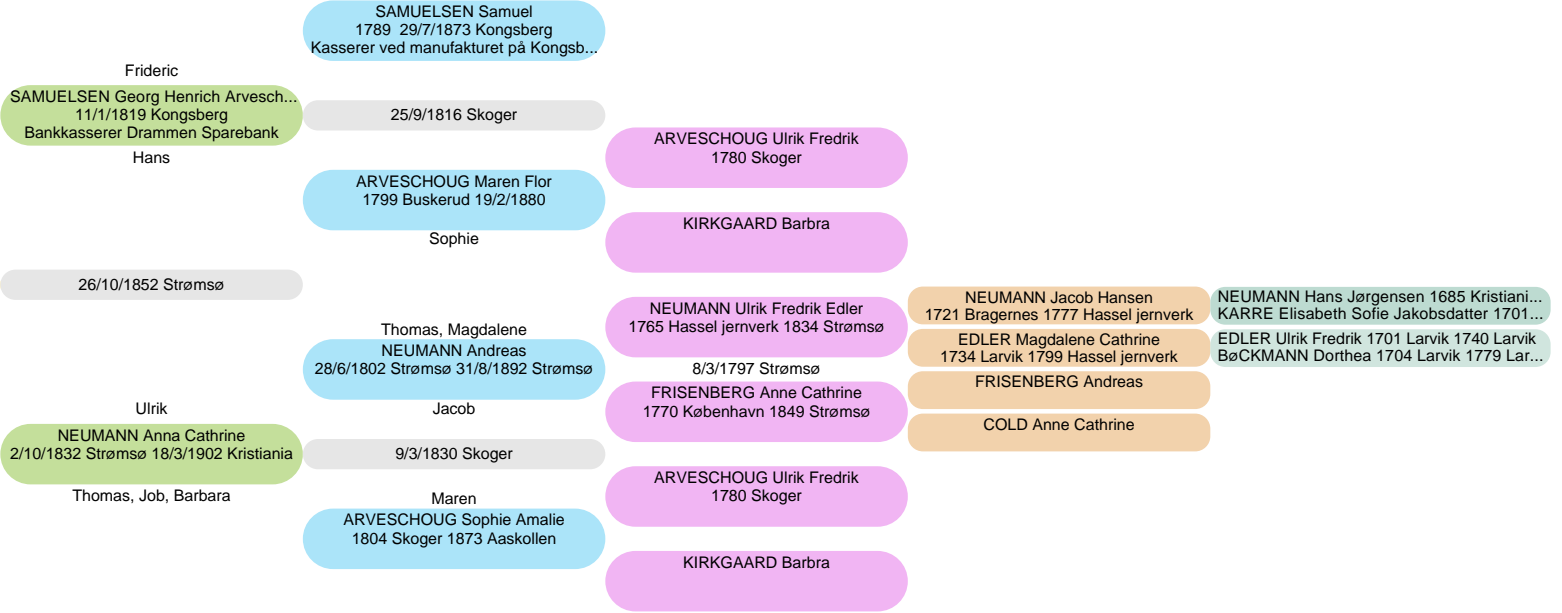 SAMUELSEN Samuel
1789  29/7/1873 Kongsberg
Kasserer ved manufakturet på Kongsb...
Frideric
SAMUELSEN Georg Henrich Arvesch...
11/1/1819 Kongsberg
Bankkasserer Drammen Sparebank
Hans
25/9/1816 Skoger
ARVESCHOUG Ulrik Fredrik
1780 Skoger
ARVESCHOUG Maren Flor
1799 Buskerud 19/2/1880
Sophie
KIRKGAARD Barbra
26/10/1852 Strømsø
NEUMANN Ulrik Fredrik Edler
1765 Hassel jernverk 1834 Strømsø
NEUMANN Jacob Hansen
1721 Bragernes 1777 Hassel jernverk
NEUMANN Hans Jørgensen 1685 Kristiani...
KARRE Elisabeth Sofie Jakobsdatter 1701...
EDLER Magdalene Cathrine
1734 Larvik 1799 Hassel jernverk
EDLER Ulrik Fredrik 1701 Larvik 1740 Larvik
BøCKMANN Dorthea 1704 Larvik 1779 Lar...
Thomas, Magdalene
NEUMANN Andreas
28/6/1802 Strømsø 31/8/1892 Strømsø
Jacob
8/3/1797 Strømsø
FRISENBERG Anne Cathrine
1770 København 1849 Strømsø
FRISENBERG Andreas
COLD Anne Cathrine
Ulrik
NEUMANN Anna Cathrine
2/10/1832 Strømsø 18/3/1902 Kristiania
Thomas, Job, Barbara
9/3/1830 Skoger
ARVESCHOUG Ulrik Fredrik
1780 Skoger
Maren
ARVESCHOUG Sophie Amalie
1804 Skoger 1873 Aaskollen
KIRKGAARD Barbra